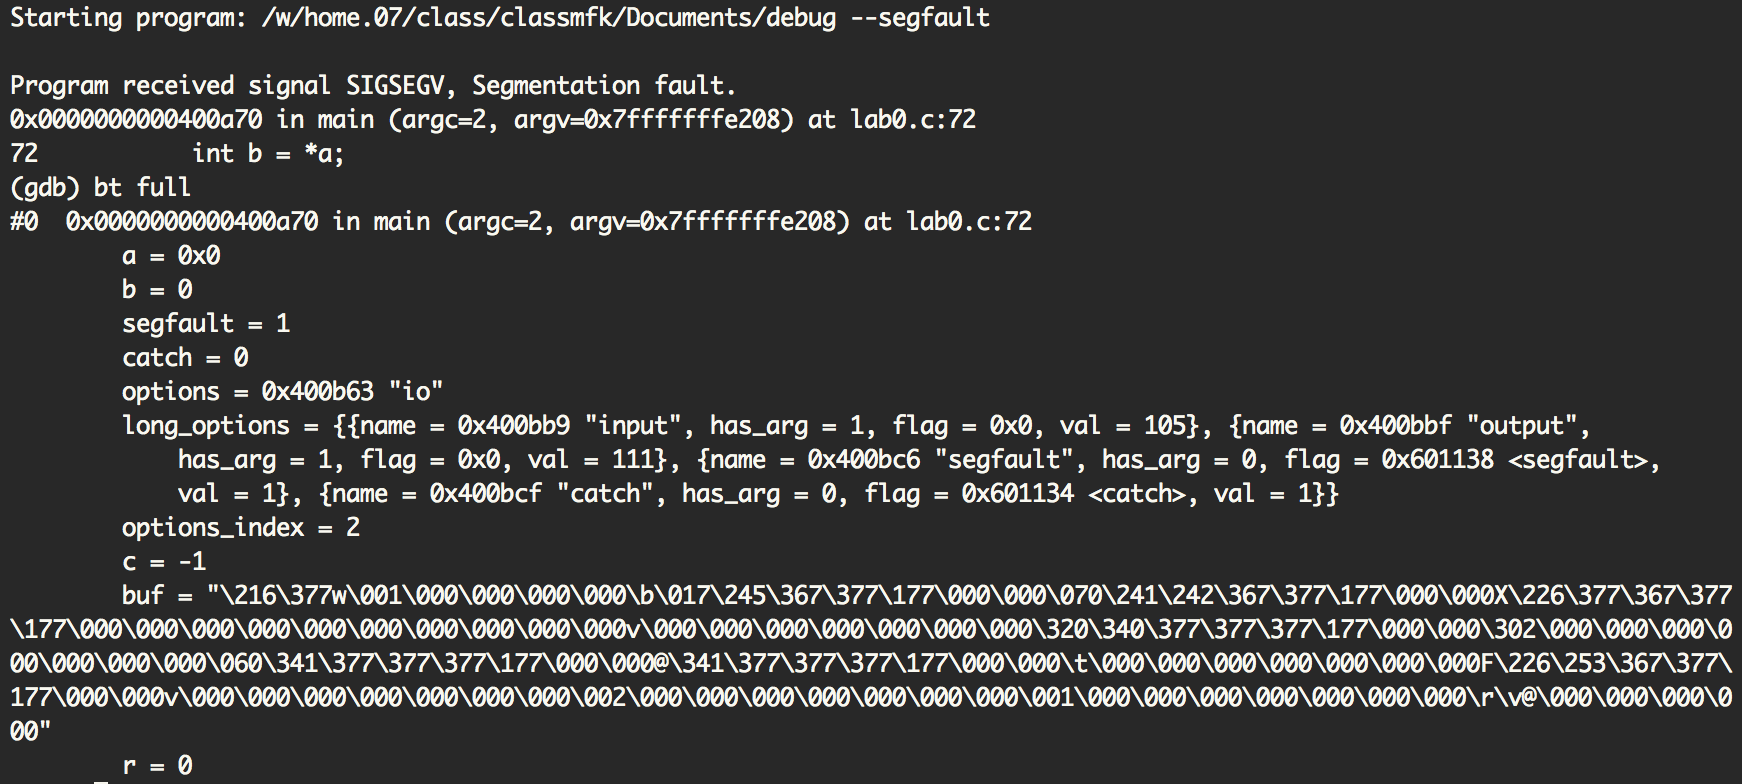 Starting program: /w/home.07/class/classmfk/Documents/debug --segfault
Program received signal SIGSEGV, Segmentation fault.
0x0000000000400a70 in main (argc=2, argv=0x7fffffffe208) at lab0.c:72
72          int b = *a;
(gdb) bt full
#0  0x0000000000400a70 in main (argc=2, argv=0x7fffffffe208) at lab0.c:72
        a = 0x0
        b = 0
        segfault = 1
        catch = 0
        options = 0x400b63 "io"
        long_options = {{name = 0x400bb9 "input", has_arg = 1, flag = 0x0, val = 105}, {name = 0x400bbf "output",
            has_arg = 1, flag = 0x0, val = 111}, {name = 0x400bc6 "segfault", has_arg = 0, flag = 0x601138 <segfault>,
            val = 1}, {name = 0x400bcf "catch", has_arg = 0, flag = 0x601134 <catch>, val = 1}}
        options_index = 2
        c = -1
        buf = "\216\377w\001\000\000\000\000\b\017\245\367\377\177\000\000\070\241\242\367\377\177\000\000X\226\377\367\377
\177\000\000\000\000\000\000\000\000\000\000v\000\000\000\000\000\000\000\320\340\377\377\377\177\000\000\302\000\000\000\0
00\000\000\000\060\341\377\377\377\177\000\000@\341\377\377\377\177\000\000\t\000\000\000\000\000\000\000F\226\253\367\377\
177\000\000v\000\000\000\000\000\000\000\002\000\000\000\000\000\000\000\001\000\000\000\000\000\000\000\r\v@\000\000\000\0
00"
        r = 0